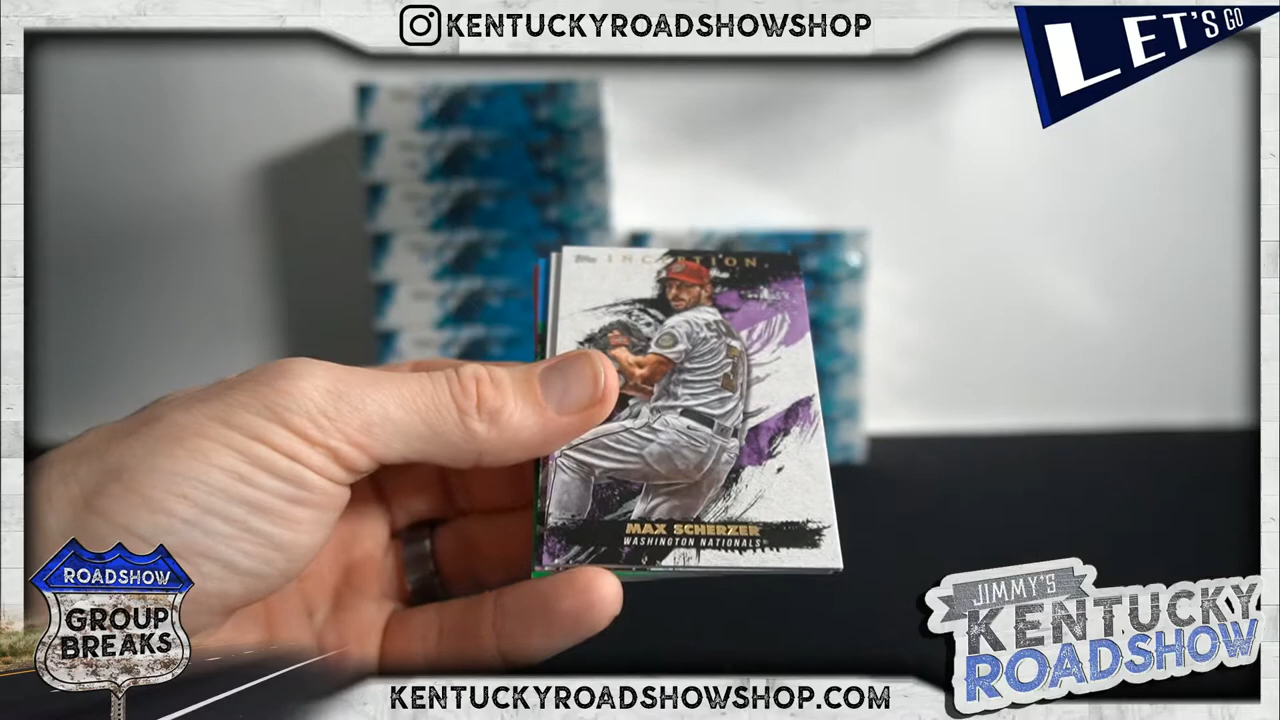 KENTUCKYROADSHOWSHOP
LET'S GO
INCEPTION
MAX SCHERZER
WASHINGTON NATIONALS
ROADSHOW
GROUP
BREAKS
JIMMY'S
KENTUCKY
ROADSHOW
KENTUCKYROADSHOWSHOP.COM